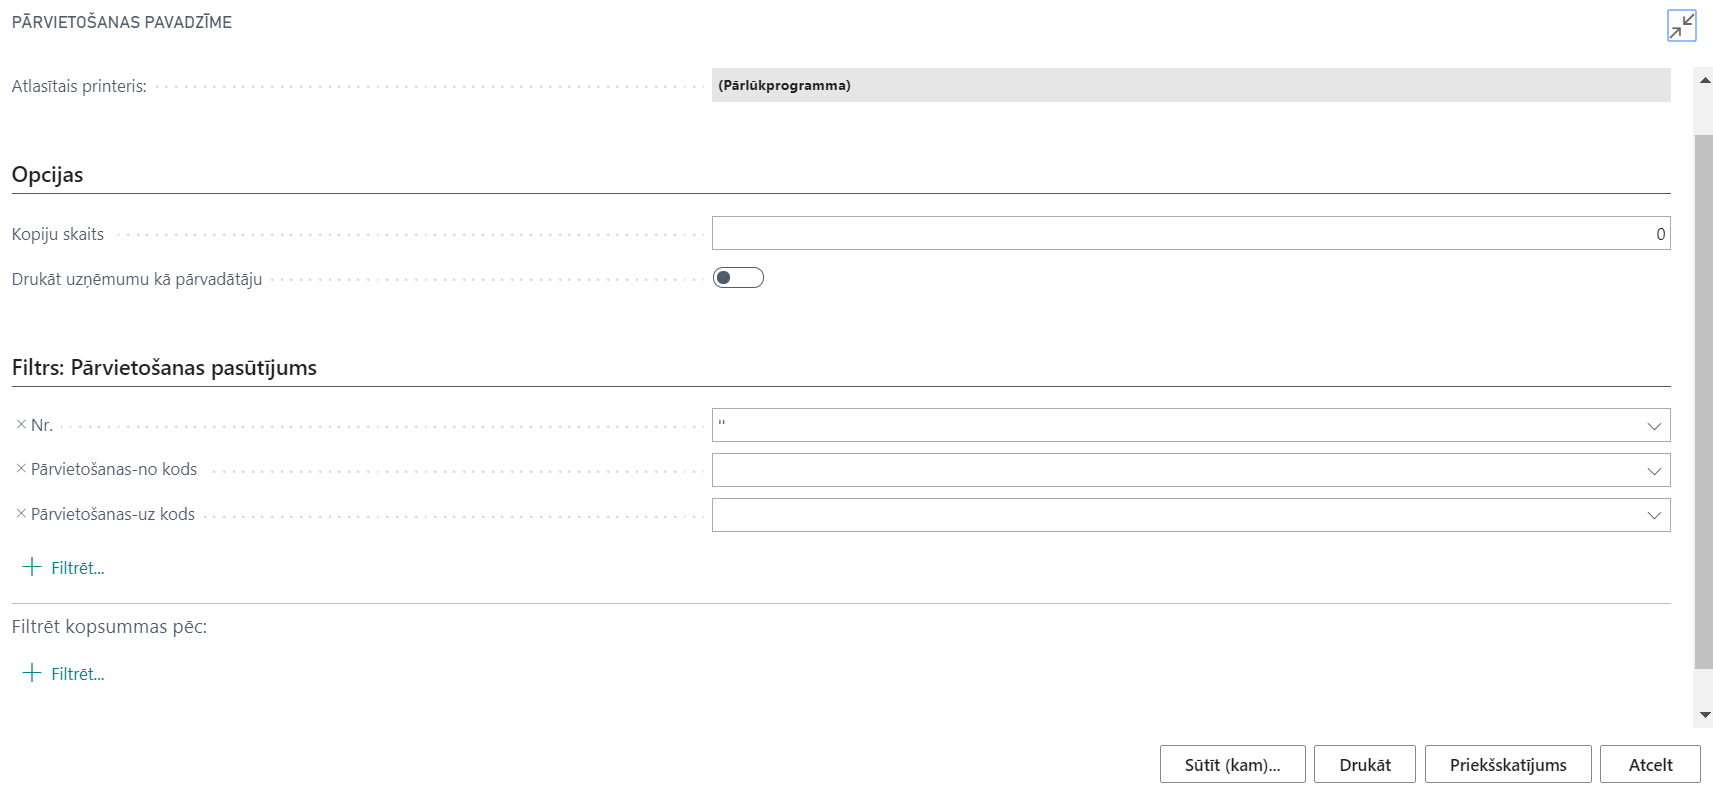 PĀRVIETOŠANAS PAVADZĪME
Atlasītais printeris: (Pārlūkprogramma)
Opcijas
Kopiju skaits 0
Drukāt uzņēmumu kā pārvadātāju
Filtrs: Pārvietošanas pasūtījums
× Nr. ''
× Pārvietošanas-no kods
× Pārvietošanas-uz kods
+ Filtrēt...
Filtrēt kopsummas pēc:
+ Filtrēt...
Sūtīt (kam)... Drukāt Priekšskatījums Atcelt